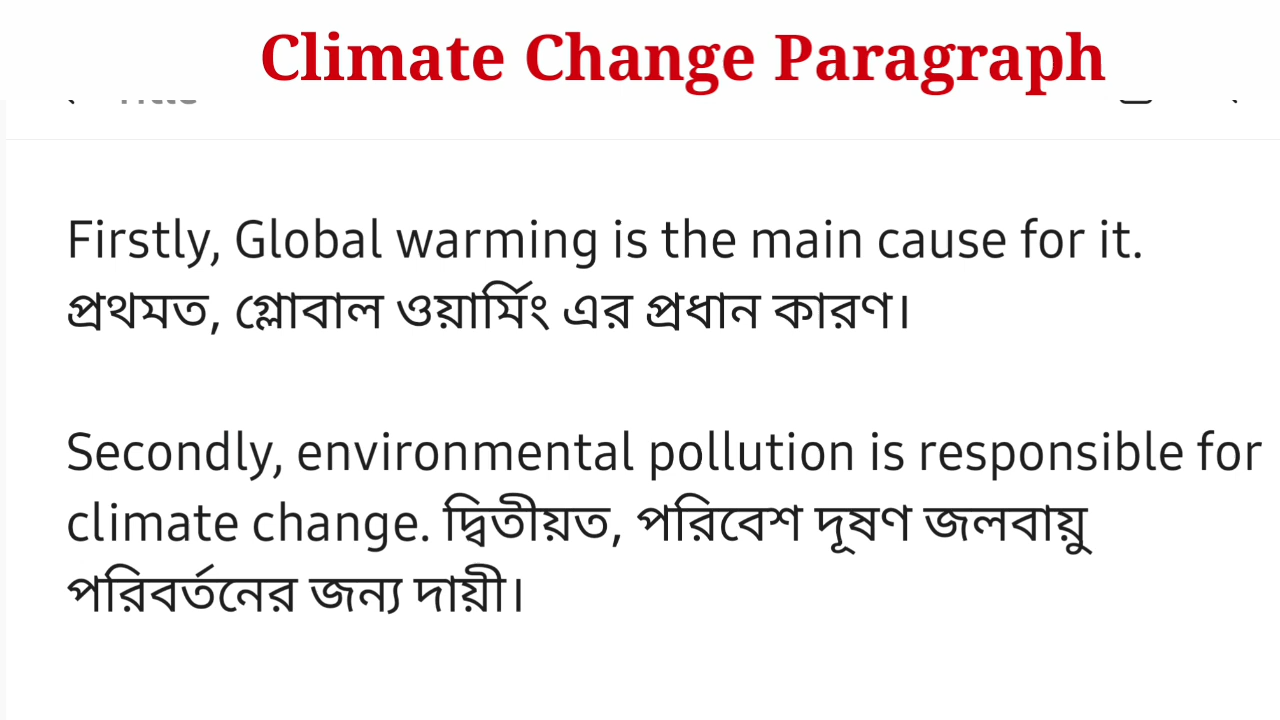 Climate Change Paragraph
Title
Firstly, Global warming is the main cause for it.
প্রথমত, গ্লোবাল ওয়ার্মিং এর প্রধান কারণ।
Secondly, environmental pollution is responsible for
climate change. দ্বিতীয়ত, পরিবেশ দূষণ জলবায়ু
পরিবর্তনের জন্য দায়ী।